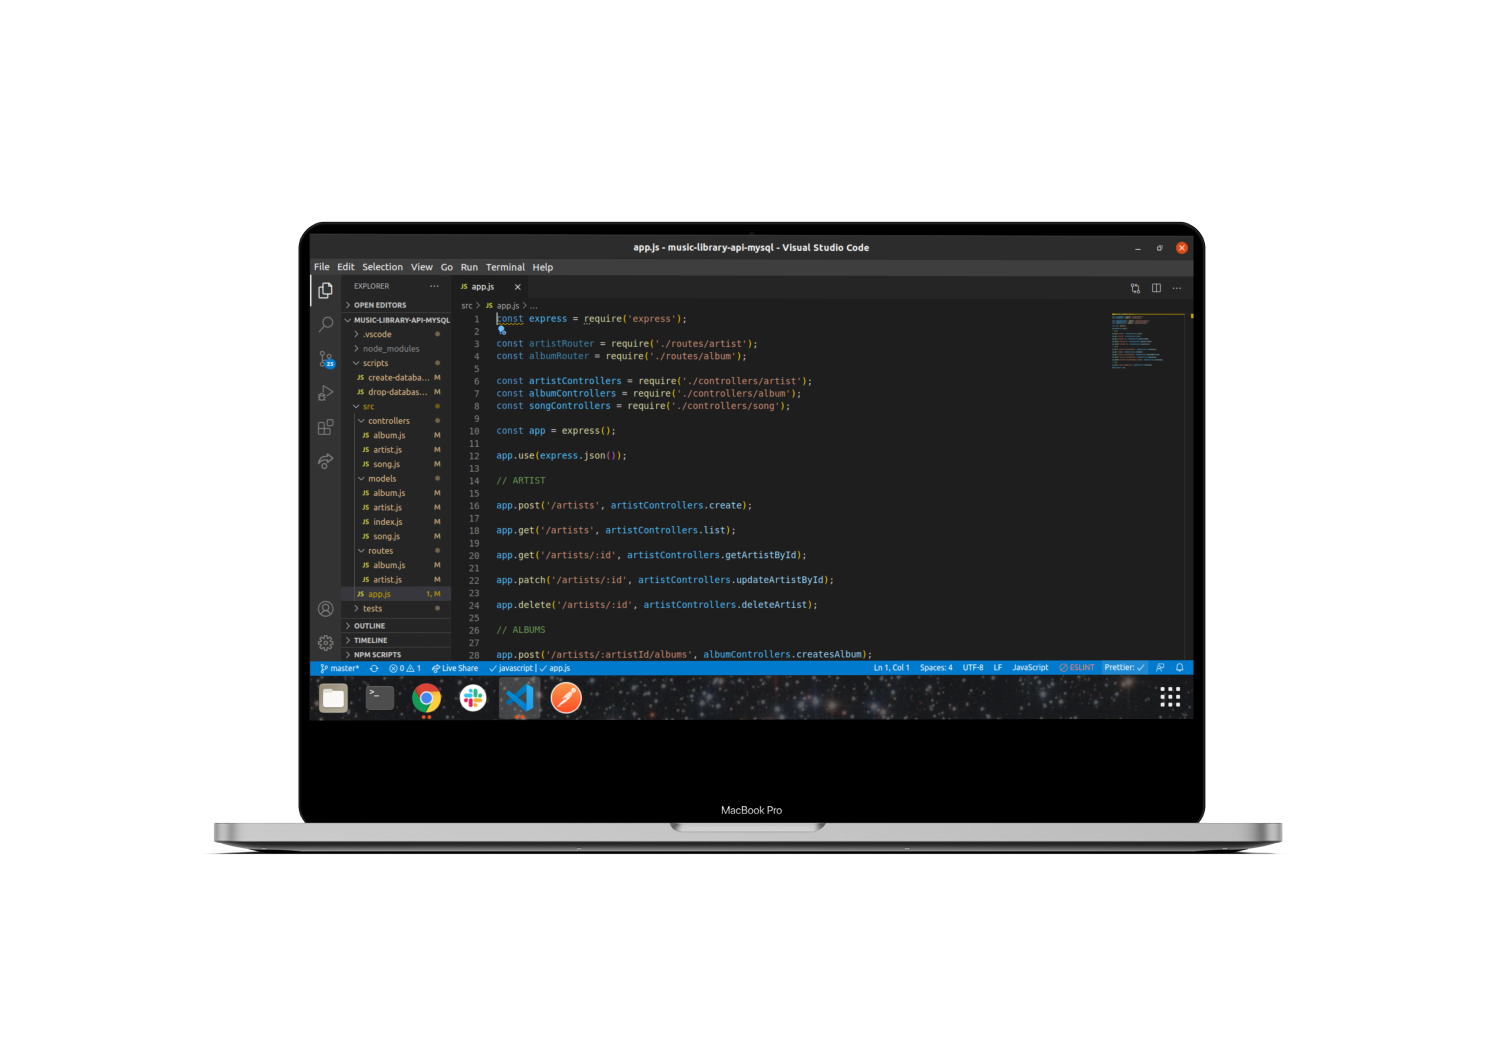 app.js - music-library-api-mysql - Visual Studio Code
File Edit Selection View Go Run Terminal Help
EXPLORER
OPEN EDITORS
MUSIC-LIBRARY-API-MYSQL
.vscode
node_modules
scripts
create-databa... M
drop-databas... M
src
controllers
JS album.js M
JS artist.js M
JS song.js M
models
JS album.js M
JS artist.js M
JS index.js M
JS song.js M
routes
JS album.js M
JS artist.js M
JS app.js 1, M
tests
OUTLINE
TIMELINE
NPM SCRIPTS
25
JS app.js
src > JS app.js > ...
1 const express = require('express');
2
3 const artistRouter = require('./routes/artist');
4 const albumRouter = require('./routes/album');
5
6 const artistControllers = require('./controllers/artist');
7 const albumControllers = require('./controllers/album');
8 const songControllers = require('./controllers/song');
9
10 const app = express();
11
12 app.use(express.json());
13
14 // ARTIST
15
16 app.post('/artists', artistControllers.create);
17
18 app.get('/artists', artistControllers.list);
19
20 app.get('/artists/:id', artistControllers.getArtistById);
21
22 app.patch('/artists/:id', artistControllers.updateArtistById);
23
24 app.delete('/artists/:id', artistControllers.deleteArtist);
25
26 // ALBUMS
27
28 app.post('/artists/:artistId/albums', albumControllers.createsAlbum);
master* 0 1 Live Share javascript | app.js Ln 1, Col 1 Spaces: 4 UTF-8 LF JavaScript ESLINT Prettier:
>_
MacBook Pro